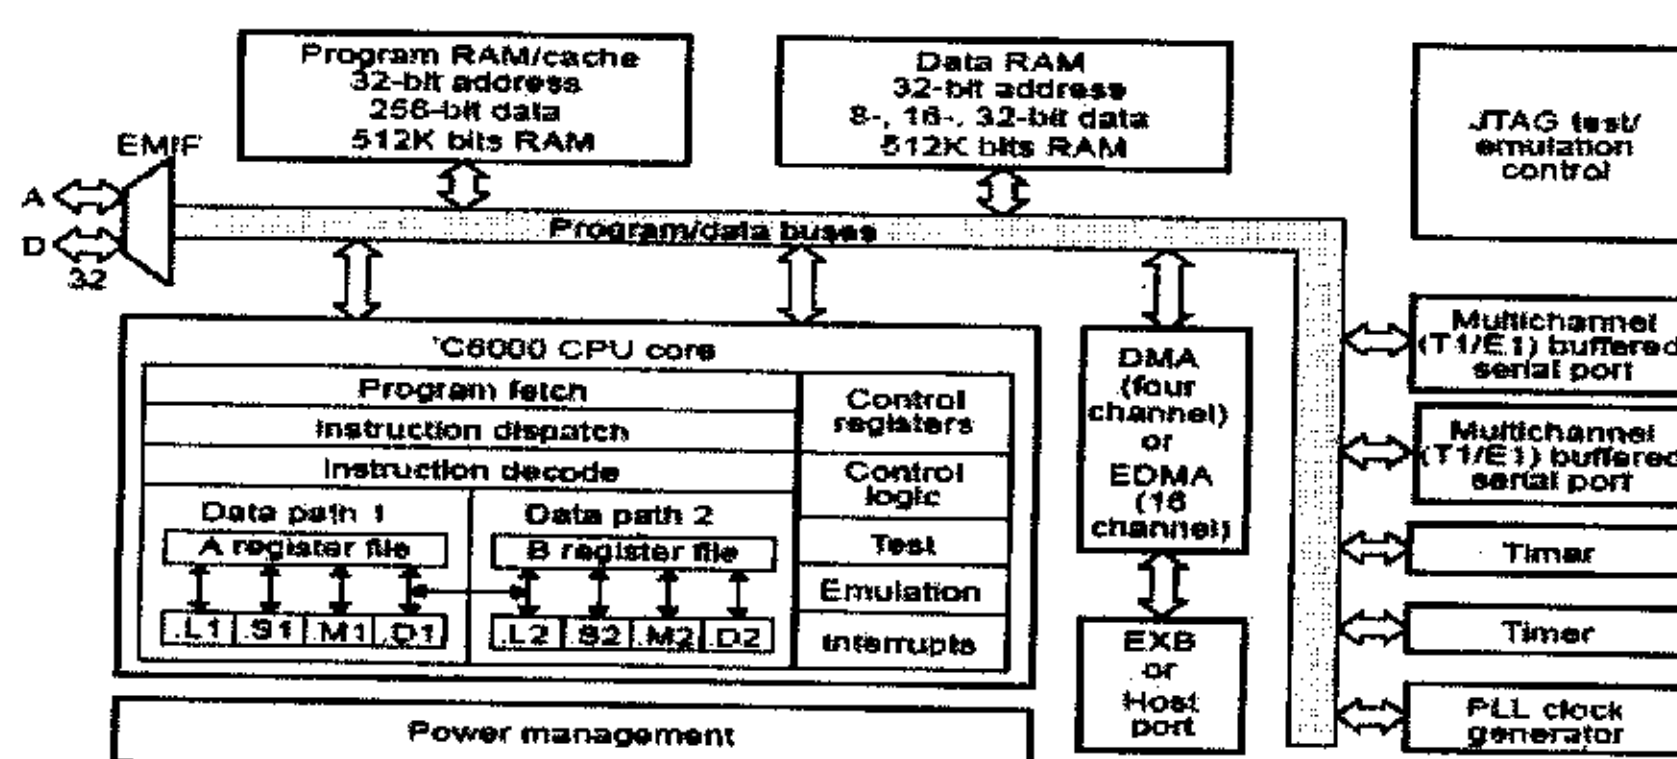 Program RAM/cache
32-bit address
256-bit data
512K bits RAM
Data RAM
32-bit address
8-, 16-, 32-bit data
512K bits RAM
JTAG test/
emulation
control
EMIF
A
D
32
Program/data buses
'C6000 CPU core
Program fetch
Instruction dispatch
Instruction decode
Data path 1
A register file
.L1 .S1 .M1 .D1
Data path 2
B register file
.L2 .S2 .M2 .D2
Control
registers
Control
logic
Test
Emulation
Interrupts
Power management
DMA
(four
channel)
or
EDMA
(16
channel)
EXB
or
Host
port
Multichannel
(T1/E1) buffered
serial port
Multichannel
(T1/E1) buffered
serial port
Timer
Timer
PLL clock
generator